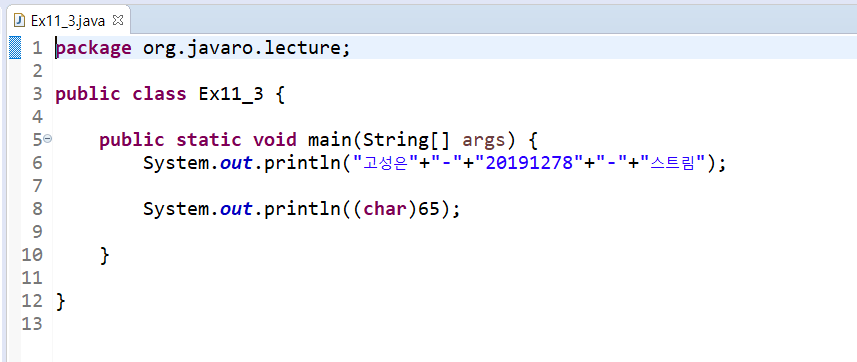 Ex11_3.java
1 package org.javaro.lecture;
2
3 public class Ex11_3 {
4
5 public static void main(String[] args) {
6 System.out.println("고성은"+"-"+"20191278"+"-"+"스트림");
7
8 System.out.println((char)65);
9
10 }
11
12 }
13